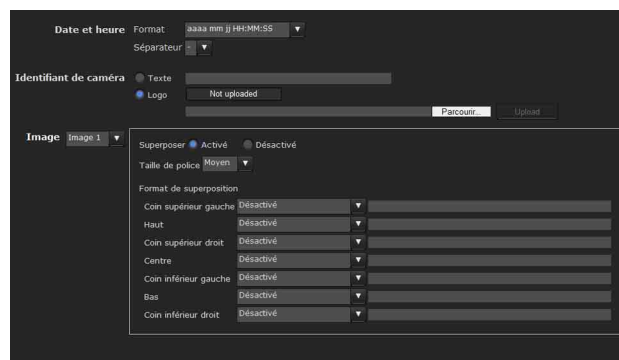 Date et heure Format aaaa mm jj HH:MM:SS
Séparateur -
Identifiant de caméra Texte
Logo Not uploaded
Parcourir... Upload
Image Image 1
Superposer Activé Désactivé
Taille de police Moyen
Format de superposition
Coin supérieur gauche Désactivé
Haut Désactivé
Coin supérieur droit Désactivé
Centre Désactivé
Coin inférieur gauche Désactivé
Bas Désactivé
Coin inférieur droit Désactivé